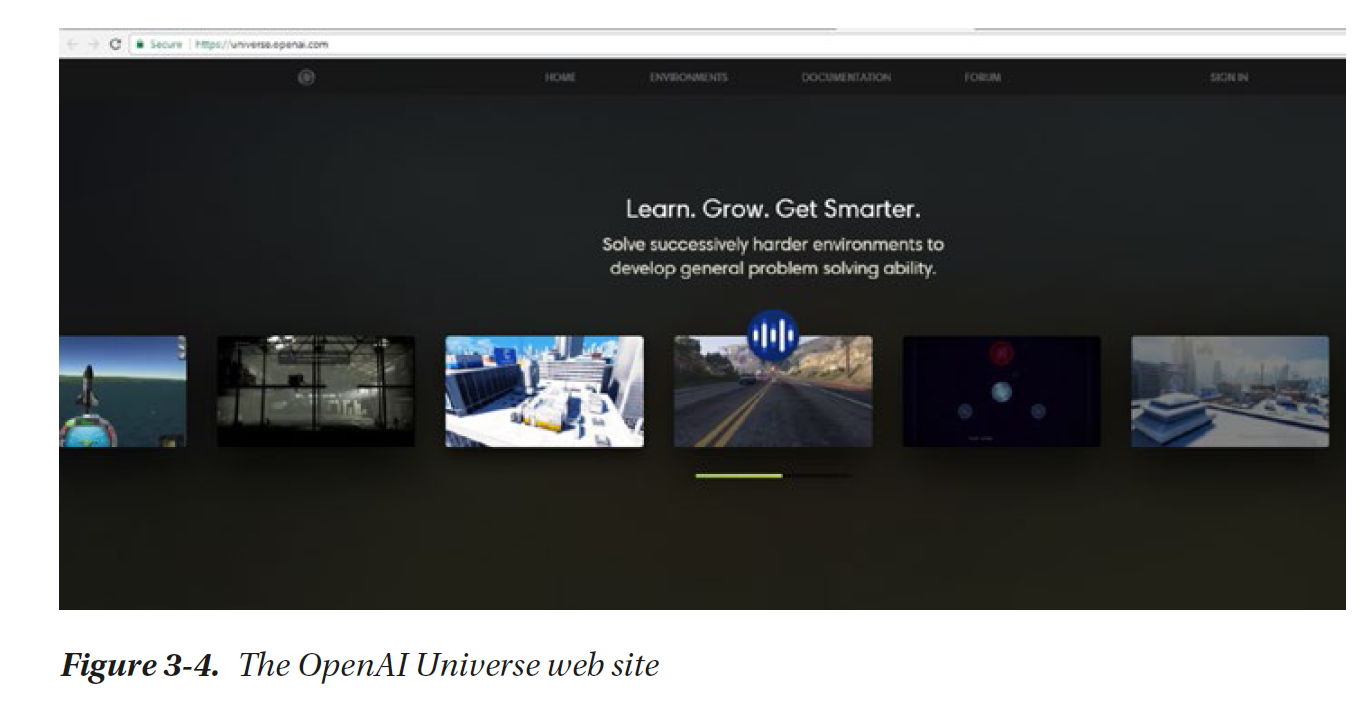 Secure | https://universe.openai.com
HOME ENVIRONMENTS DOCUMENTATION FORUM SIGN IN
Learn. Grow. Get Smarter.
Solve successively harder environments to
develop general problem solving ability.
Figure 3-4. The OpenAI Universe web site